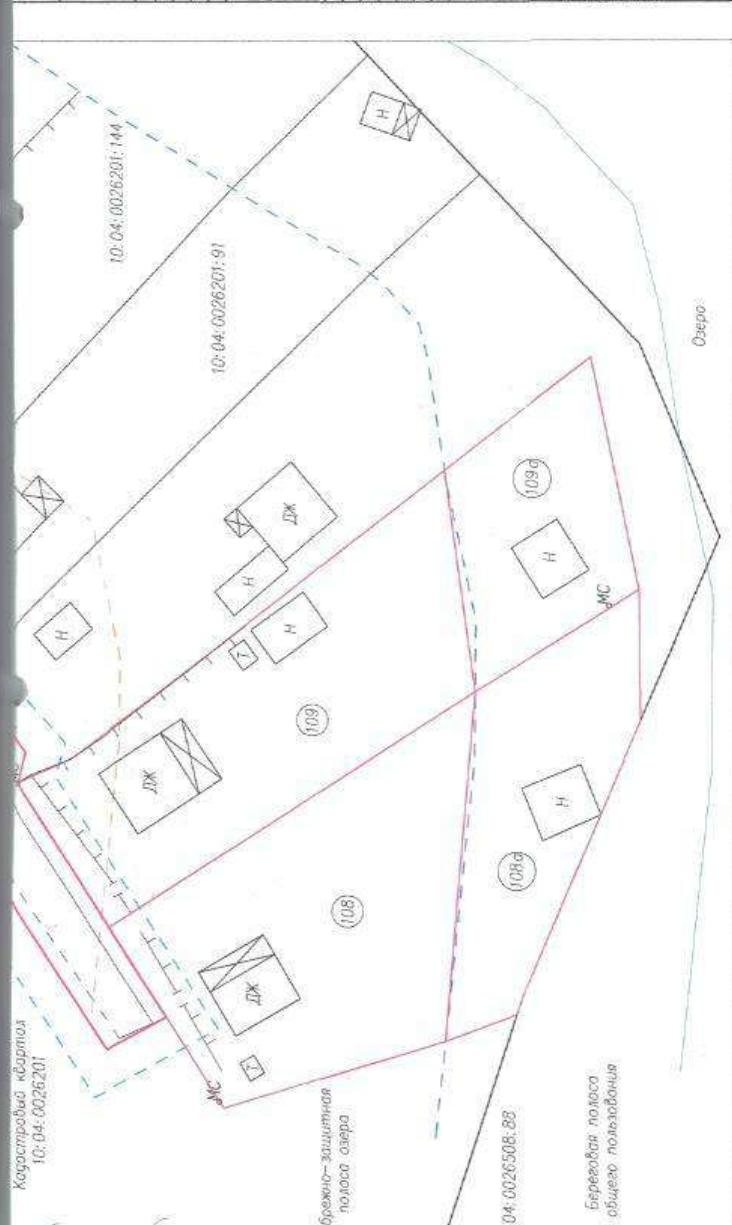 10:04:0026201:144
10:04:0026201:91
Н
Н
Озеро
ДЖ
Н
Н
Т
109
109а
Н
МС
ДЖ
108
108а
Н
ДЖ
Т
МС
Кадастровый квартал
10:04:0026201
брежно-защитная
полоса озера
04:0026508:88
Береговая полоса
общего пользования